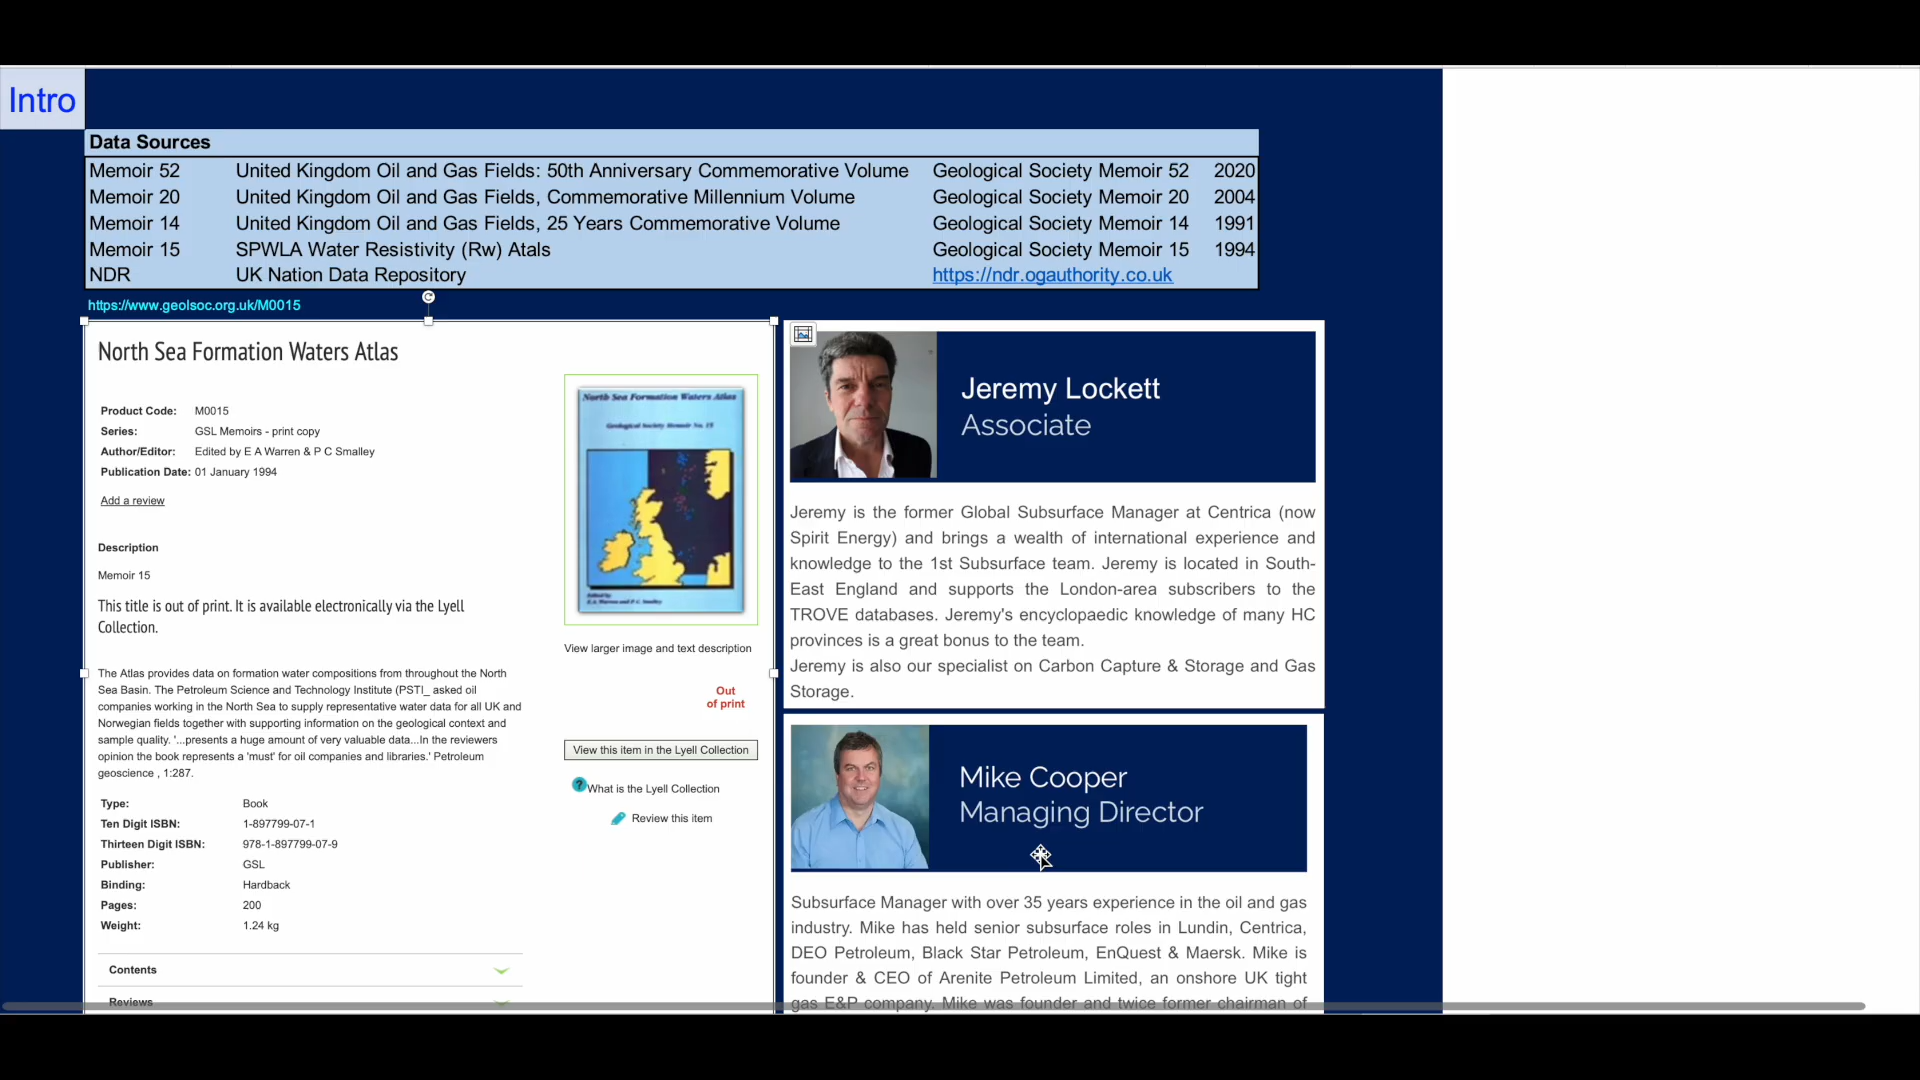 Intro
Data Sources
Memoir 52 United Kingdom Oil and Gas Fields: 50th Anniversary Commemorative Volume Geological Society Memoir 52 2020
Memoir 20 United Kingdom Oil and Gas Fields, Commemorative Millennium Volume Geological Society Memoir 20 2004
Memoir 14 United Kingdom Oil and Gas Fields, 25 Years Commemorative Volume Geological Society Memoir 14 1991
Memoir 15 SPWLA Water Resistivity (Rw) Atals Geological Society Memoir 15 1994
NDR UK Nation Data Repository https://ndr.ogauthority.co.uk
https://www.geolsoc.org.uk/M0015
North Sea Formation Waters Atlas
Product Code: M0015
Series: GSL Memoirs - print copy
Author/Editor: Edited by E A Warren & P C Smalley
Publication Date: 01 January 1994
Add a review
Description
Memoir 15
This title is out of print. It is available electronically via the Lyell
Collection.
The Atlas provides data on formation water compositions from throughout the North
Sea Basin. The Petroleum Science and Technology Institute (PSTI_ asked oil
companies working in the North Sea to supply representative water data for all UK and
Norwegian fields together with supporting information on the geological context and
sample quality. '...presents a huge amount of very valuable data...In the reviewers
opinion the book represents a 'must' for oil companies and libraries.' Petroleum
geoscience , 1:287.
Type: Book
Ten Digit ISBN: 1-897799-07-1
Thirteen Digit ISBN: 978-1-897799-07-9
Publisher: GSL
Binding: Hardback
Pages: 200
Weight: 1.24 kg
Contents
Reviews
North Sea Formation Waters Atlas
Geological Society Memoir No. 15
Edited by
E.A. Warren and P.C. Smalley
View larger image and text description
Out
of print
View this item in the Lyell Collection
? What is the Lyell Collection
Review this item
Jeremy Lockett
Associate
Jeremy is the former Global Subsurface Manager at Centrica (now
Spirit Energy) and brings a wealth of international experience and
knowledge to the 1st Subsurface team. Jeremy is located in South-
East England and supports the London-area subscribers to the
TROVE databases. Jeremy's encyclopaedic knowledge of many HC
provinces is a great bonus to the team.
Jeremy is also our specialist on Carbon Capture & Storage and Gas
Storage.
Mike Cooper
Managing Director
Subsurface Manager with over 35 years experience in the oil and gas
industry. Mike has held senior subsurface roles in Lundin, Centrica,
DEO Petroleum, Black Star Petroleum, EnQuest & Maersk. Mike is
founder & CEO of Arenite Petroleum Limited, an onshore UK tight
gas E&P company. Mike was founder and twice former chairman of